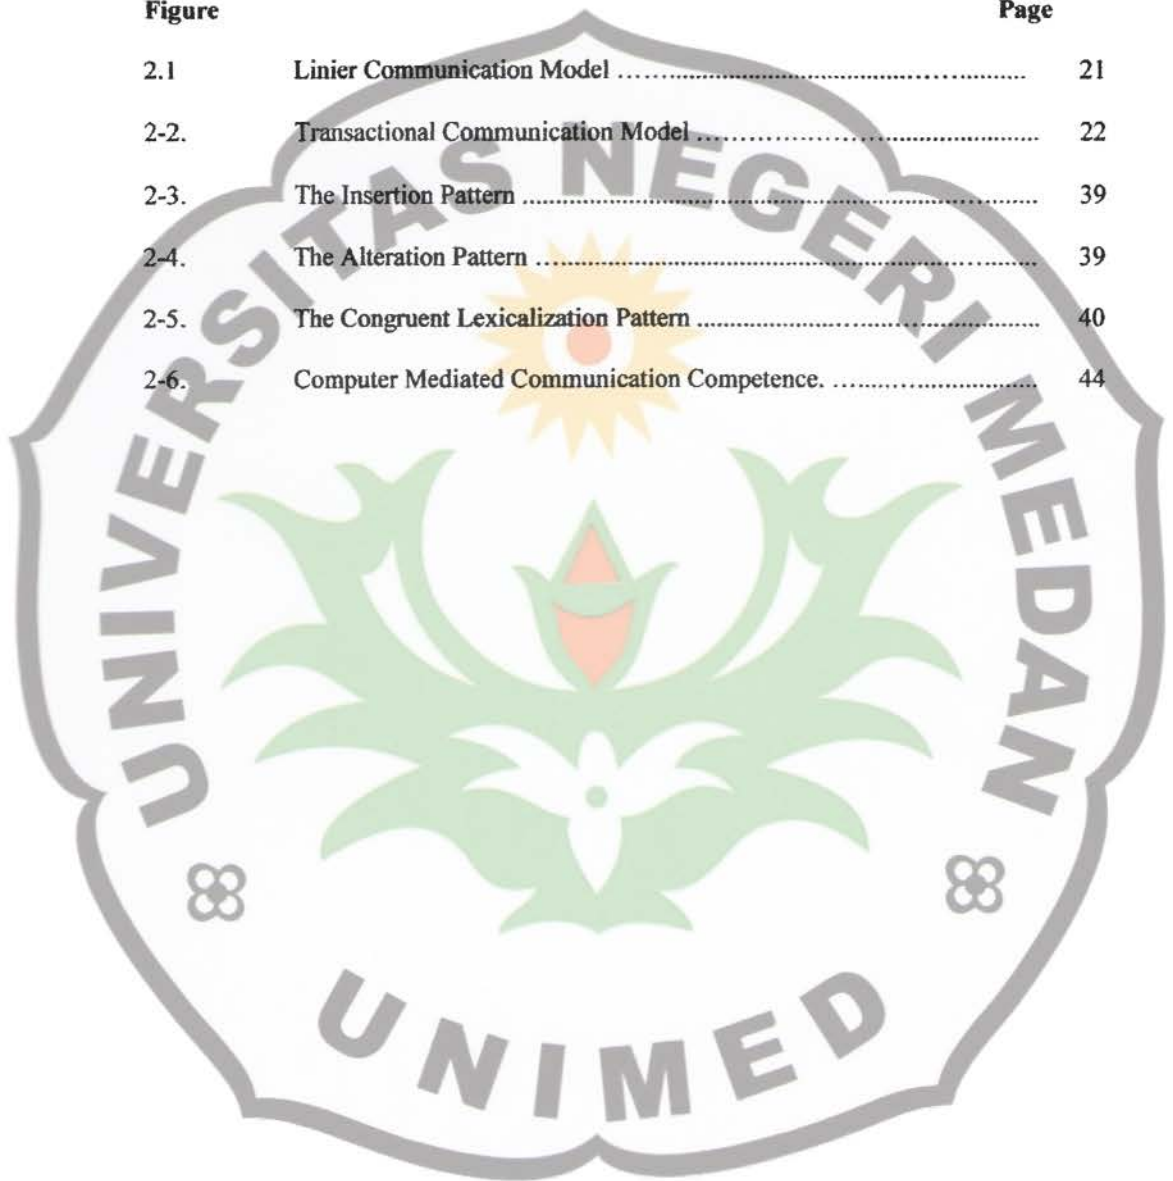 Figure Page
2.1 Linier Communication Model ........................................ 21
2-2. Transactional Communication Model ........................................ 22
2-3. The Insertion Pattern ........................................ 39
2-4. The Alteration Pattern ........................................ 39
2-5. The Congruent Lexicalization Pattern ........................................ 40
2-6. Computer Mediated Communication Competence. ........................................ 44
UNIVERSITAS NEGERI MEDAN
UNIMED